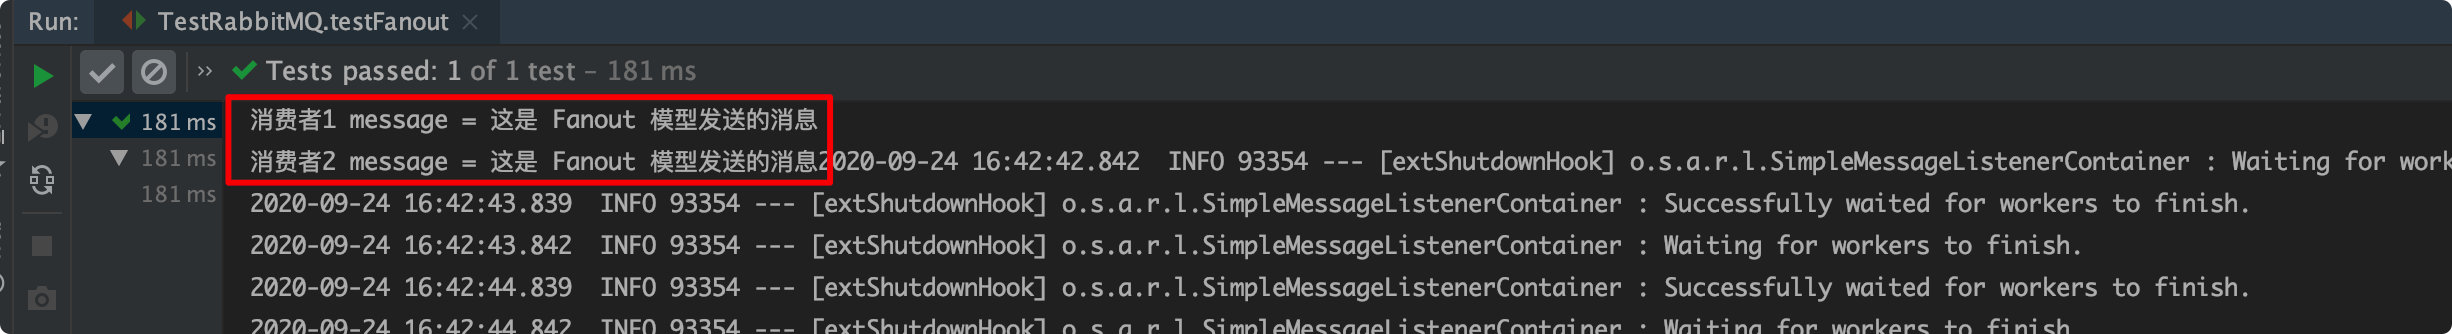 Run: TestRabbitMQ.testFanout
Tests passed: 1 of 1 test – 181 ms
181 ms
消费者1 message = 这是 Fanout 模型发送的消息
181 ms
消费者2 message = 这是 Fanout 模型发送的消息2020-09-24 16:42:42.842  INFO 93354 --- [extShutdownHook] o.s.a.r.l.SimpleMessageListenerContainer : Waiting for work
181 ms
2020-09-24 16:42:43.839  INFO 93354 --- [extShutdownHook] o.s.a.r.l.SimpleMessageListenerContainer : Successfully waited for workers to finish.
2020-09-24 16:42:43.842  INFO 93354 --- [extShutdownHook] o.s.a.r.l.SimpleMessageListenerContainer : Waiting for workers to finish.
2020-09-24 16:42:44.839  INFO 93354 --- [extShutdownHook] o.s.a.r.l.SimpleMessageListenerContainer : Successfully waited for workers to finish.
2020-09-24 16:42:44.842  INFO 93354 --- [extShutdownHook] o.s.a.r.l.SimpleMessageListenerContainer : Waiting for workers to finish.